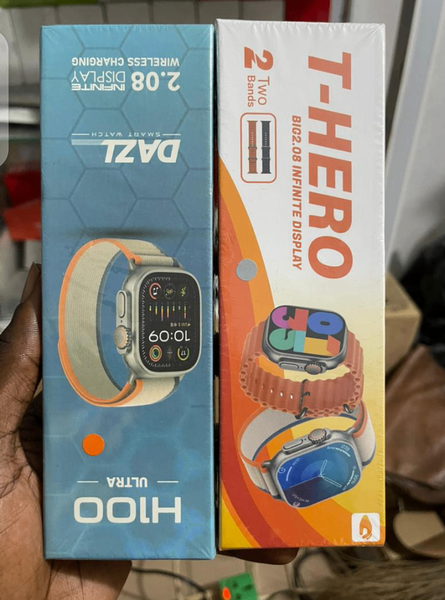 H100
— ULTRA —
DAZL
— SMART WATCH —
2.08 INFINITE
DISPLAY
WIRELESS CHARGING
10:09
T-HERO
BIG2.08 INFINITE DISPLAY
2 Two
Bands